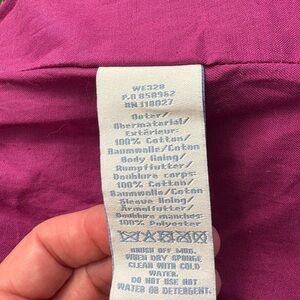 WE328
P.O 858962
RN.118027
Outer/
Obermaterial/
Extérieur:
100% Cotton/
Baumwolle/Coton
Body lining/
Rumpffutter/
Doublure corps:
100% Cotton/
Baumwolle/Coton
Sleeve lining/
Ärmelfutter/
Doublure manches:
100% Polyester
BRUSH OFF MUD.
WHEN DRY SPONGE
CLEAN WITH COLD
WATER.
DO NOT USE HOT
WATER OR DETERGENT.